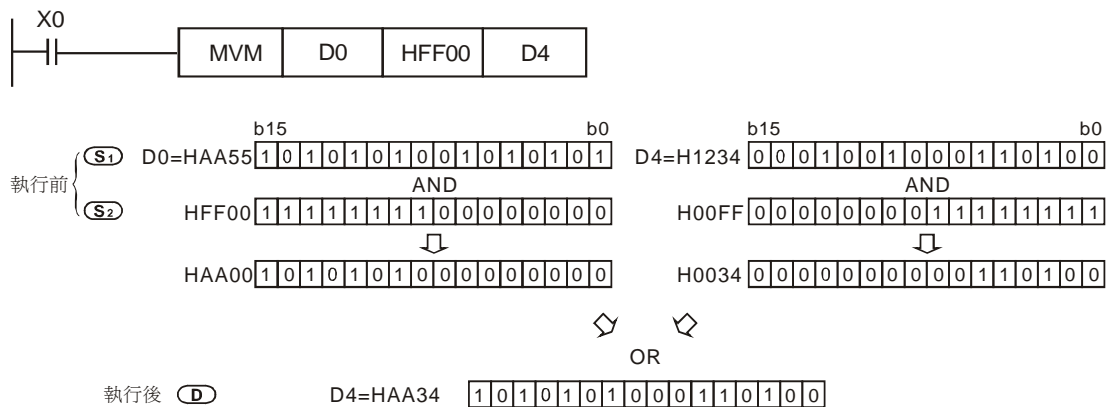 X0
MVM D0 HFF00 D4
b15 b0 b15 b0
S1 D0=HAA55 1 0 1 0 1 0 1 0 0 1 0 1 0 1 0 1 D4=H1234 0 0 0 1 0 0 1 0 0 0 1 1 0 1 0 0
執行前 AND AND
S2 HFF00 1 1 1 1 1 1 1 1 0 0 0 0 0 0 0 0 H00FF 0 0 0 0 0 0 0 0 1 1 1 1 1 1 1 1
HAA00 1 0 1 0 1 0 1 0 0 0 0 0 0 0 0 0 H0034 0 0 0 0 0 0 0 0 0 0 1 1 0 1 0 0
OR
執行後 D D4=HAA34 1 0 1 0 1 0 1 0 0 0 1 1 0 1 0 0